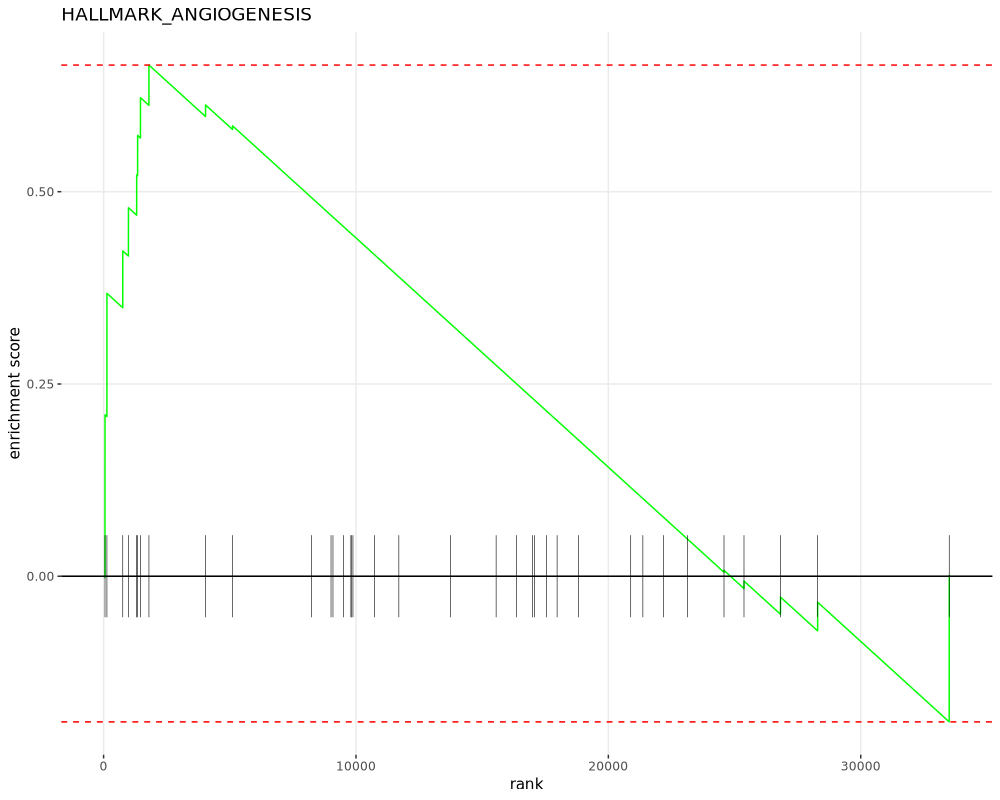 HALLMARK_ANGIOGENESIS
enrichment score
0.50
0.25
0.00
0 10000 20000 30000
rank